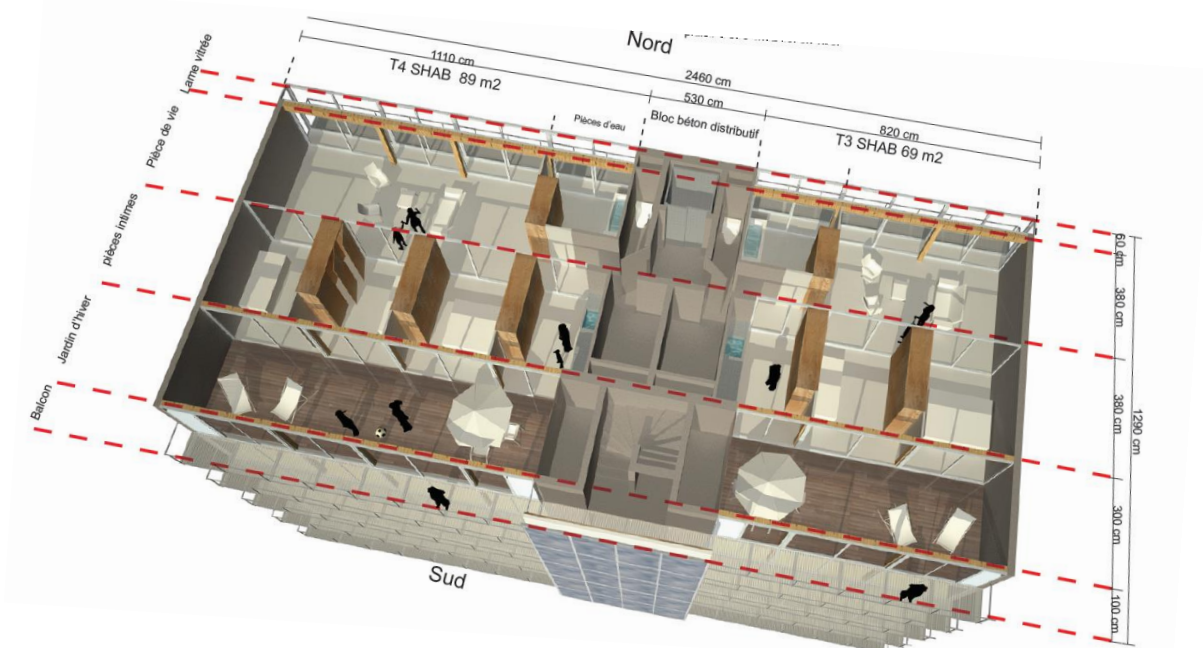 Nord
2460 cm
1110 cm
530 cm
820 cm
T4 SHAB 89 m2
Pièces d'eau
Bloc béton distributif
T3 SHAB 69 m2
Lame vitrée
Pièce de vie
pièces intimes
Jardin d'hiver
Balcon
60 cm
380 cm
380 cm
300 cm
100 cm
1290 cm
Sud